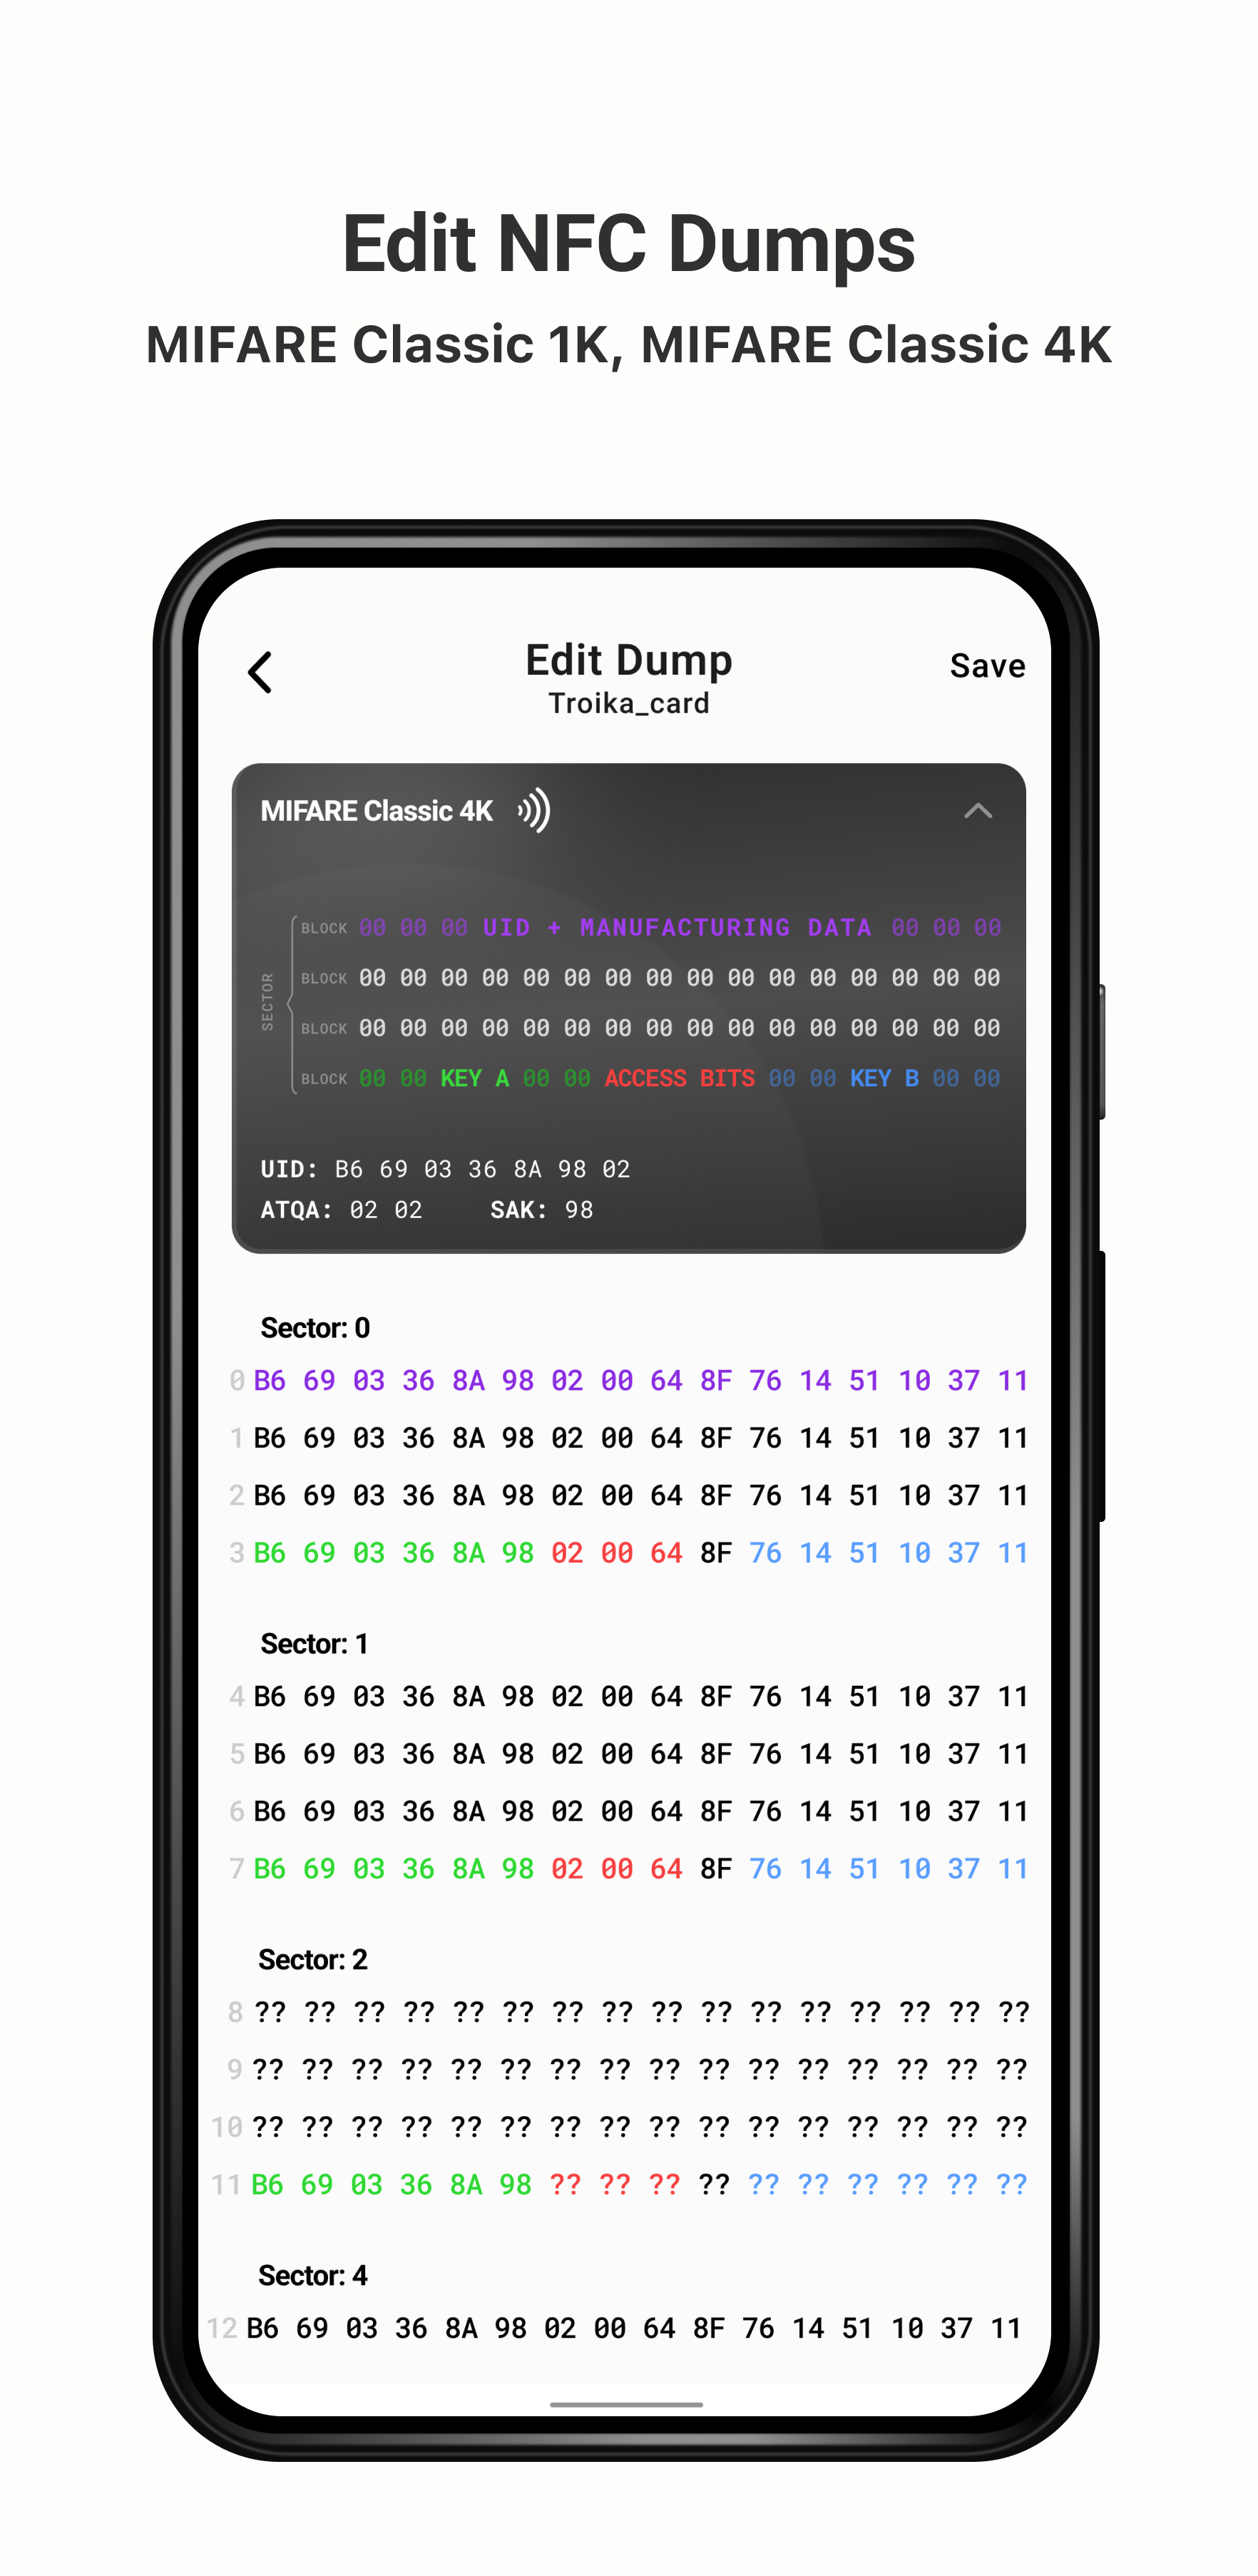 Edit NFC Dumps
MIFARE Classic 1K, MIFARE Classic 4K
Edit Dump
Save
Troika_card
MIFARE Classic 4K
SECTOR
BLOCK 00 00 00 UID + MANUFACTURING DATA 00 00 00
BLOCK 00 00 00 00 00 00 00 00 00 00 00 00 00 00 00 00
BLOCK 00 00 00 00 00 00 00 00 00 00 00 00 00 00 00 00
BLOCK 00 00 KEY A 00 00 ACCESS BITS 00 00 KEY B 00 00
UID: B6 69 03 36 8A 98 02
ATQA: 02 02 SAK: 98
Sector: 0
0 B6 69 03 36 8A 98 02 00 64 8F 76 14 51 10 37 11
1 B6 69 03 36 8A 98 02 00 64 8F 76 14 51 10 37 11
2 B6 69 03 36 8A 98 02 00 64 8F 76 14 51 10 37 11
3 B6 69 03 36 8A 98 02 00 64 8F 76 14 51 10 37 11
Sector: 1
4 B6 69 03 36 8A 98 02 00 64 8F 76 14 51 10 37 11
5 B6 69 03 36 8A 98 02 00 64 8F 76 14 51 10 37 11
6 B6 69 03 36 8A 98 02 00 64 8F 76 14 51 10 37 11
7 B6 69 03 36 8A 98 02 00 64 8F 76 14 51 10 37 11
Sector: 2
8 ?? ?? ?? ?? ?? ?? ?? ?? ?? ?? ?? ?? ?? ?? ?? ??
9 ?? ?? ?? ?? ?? ?? ?? ?? ?? ?? ?? ?? ?? ?? ?? ??
10 ?? ?? ?? ?? ?? ?? ?? ?? ?? ?? ?? ?? ?? ?? ?? ??
11 B6 69 03 36 8A 98 ?? ?? ?? ?? ?? ?? ?? ?? ?? ??
Sector: 4
12 B6 69 03 36 8A 98 02 00 64 8F 76 14 51 10 37 11